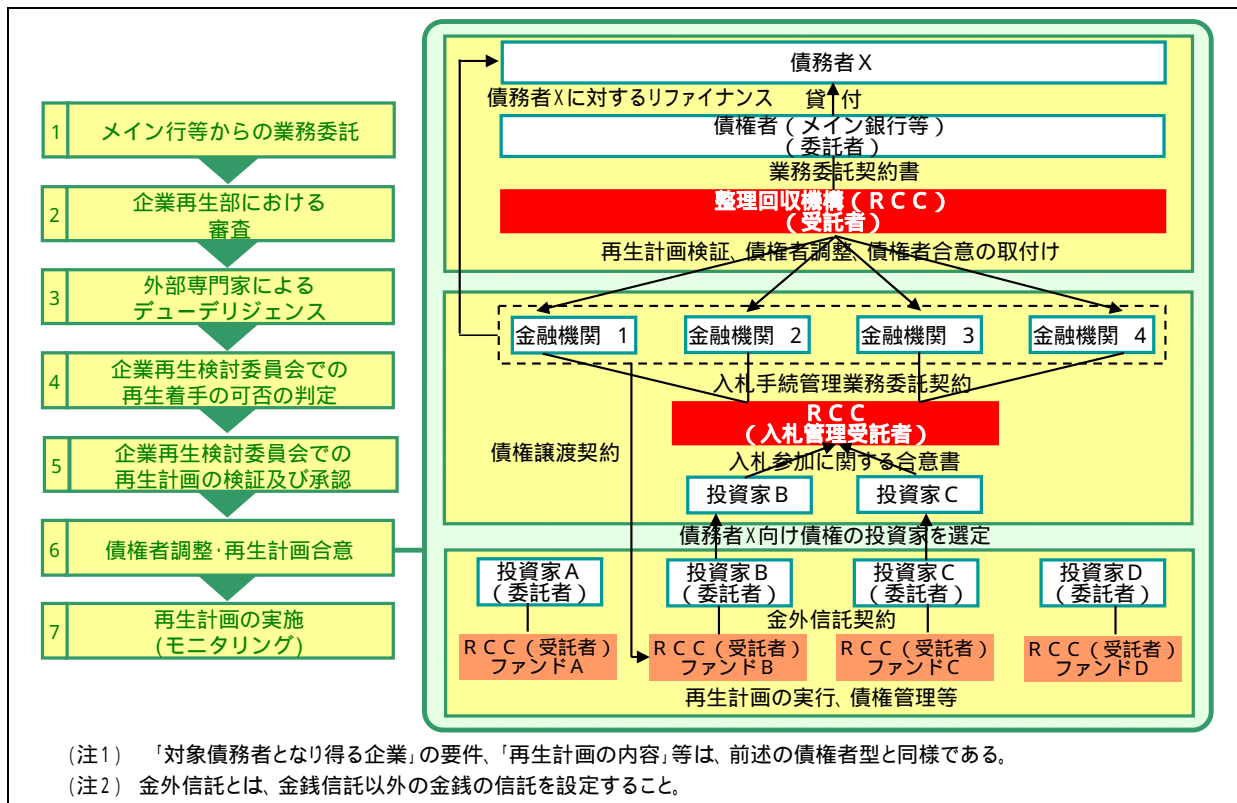 1
メイン行等からの業務委託
2
企業再生部における
審査
3
外部専門家による
デューデリジェンス
4
企業再生検討委員会での
再生着手の可否の判定
5
企業再生検討委員会での
再生計画の検証及び承認
6
債権者調整･再生計画合意
7
再生計画の実施
(モニタリング)
債務者Ⅹ
債務者Xに対するリファイナンス
貸 付
債権者（メイン銀行等）
（委託者）
業務委託契約書
整理回収機構（ＲＣＣ）
（受託者）
再生計画検証、債権者調整、債権者合意の取付け
金融機関 1
金融機関 2
金融機関 3
金融機関 4
入札手続管理業務委託契約
ＲＣＣ
（入札管理受託者）
債権譲渡契約
入札参加に関する合意書
投資家Ｂ
投資家Ｃ
債務者X向け債権の投資家を選定
投資家Ａ
（委託者）
投資家Ｂ
（委託者）
投資家Ｃ
（委託者）
投資家Ｄ
（委託者）
金外信託契約
ＲＣＣ（受託者）
ファンドＡ
ＲＣＣ（受託者）
ファンドＢ
ＲＣＣ（受託者）
ファンドＣ
ＲＣＣ（受託者）
ファンドＤ
再生計画の実行、債権管理等
(注1) 「対象債務者となり得る企業」の要件、「再生計画の内容」等は、前述の債権者型と同様である。
(注2) 金外信託とは、金銭信託以外の金銭の信託を設定すること。